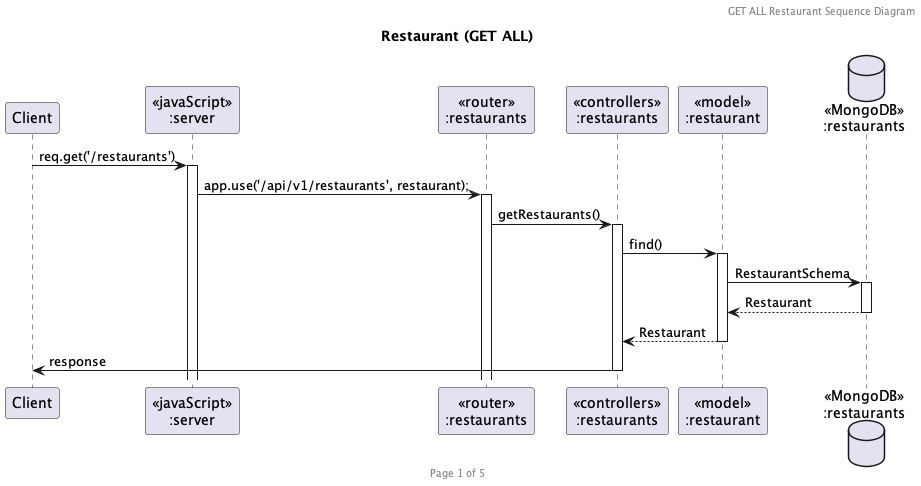 GET ALL Restaurant Sequence Diagram
Restaurant (GET ALL)
Client
«javaScript»
:server
«router»
:restaurants
«controllers»
:restaurants
«model»
:restaurant
«MongoDB»
:restaurants
req.get('/restaurants')
app.use('/api/v1/restaurants', restaurant);
getRestaurants()
find()
RestaurantSchema
Restaurant
Restaurant
response
Client
«javaScript»
:server
«router»
:restaurants
«controllers»
:restaurants
«model»
:restaurant
«MongoDB»
:restaurants
Page 1 of 5